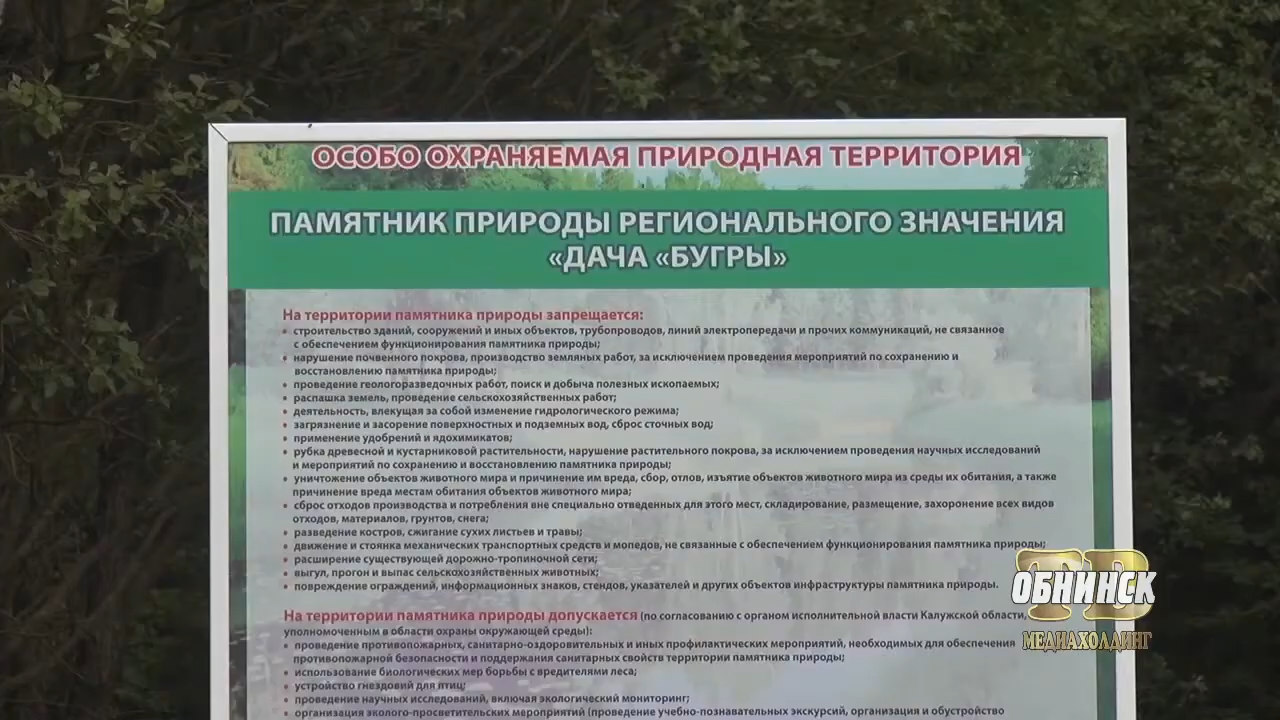 ОСОБО ОХРАНЯЕМАЯ ПРИРОДНАЯ ТЕРРИТОРИЯ
ПАМЯТНИК ПРИРОДЫ РЕГИОНАЛЬНОГО ЗНАЧЕНИЯ
«ДАЧА «БУГРЫ»
На территории памятника природы запрещается:
• строительство зданий, сооружений и иных объектов, трубопроводов, линий электропередачи и прочих коммуникаций, не связанное
с обеспечением функционирования памятника природы;
• нарушение почвенного покрова, производство земляных работ, за исключением проведения мероприятий по сохранению и
восстановлению памятника природы;
• проведение геологоразведочных работ, поиск и добыча полезных ископаемых;
• распашка земель, проведение сельскохозяйственных работ;
• деятельность, влекущая за собой изменение гидрологического режима;
• загрязнение и засорение поверхностных и подземных вод, сброс сточных вод;
• применение удобрений и ядохимикатов;
• рубка древесной и кустарниковой растительности, нарушение растительного покрова, за исключением проведения научных исследований
и мероприятий по сохранению и восстановлению памятника природы;
• уничтожение объектов животного мира и причинение им вреда, сбор, отлов, изъятие объектов животного мира из среды их обитания, а также
причинение вреда местам обитания объектов животного мира;
• сброс отходов производства и потребления вне специально отведенных для этого мест, складирование, размещение, захоронение всех видов
отходов, материалов, грунтов, снега;
• разведение костров, сжигание сухих листьев и травы;
• движение и стоянка механических транспортных средств и мопедов, не связанные с обеспечением функционирования памятника природы;
• расширение существующей дорожно-тропиночной сети;
• выгул, прогон и выпас сельскохозяйственных животных;
• повреждение ограждений, информационных знаков, стендов, указателей и других объектов инфраструктуры памятника природы.
На территории памятника природы допускается (по согласованию с органом исполнительной власти Калужской области,
уполномоченным в области охраны окружающей среды):
• проведение противопожарных, санитарно-оздоровительных и иных профилактических мероприятий, необходимых для обеспечения
противопожарной безопасности и поддержания санитарных свойств территории памятника природы;
• использование биологических мер борьбы с вредителями леса;
• устройство гнездовий для птиц;
• проведение научных исследований, включая экологический мониторинг;
• организация эколого-просветительских мероприятий (проведение учебно-познавательных экскурсий, организация и обустройство
ТВ
ОБНИНСК
МЕДИАХОЛДИНГ